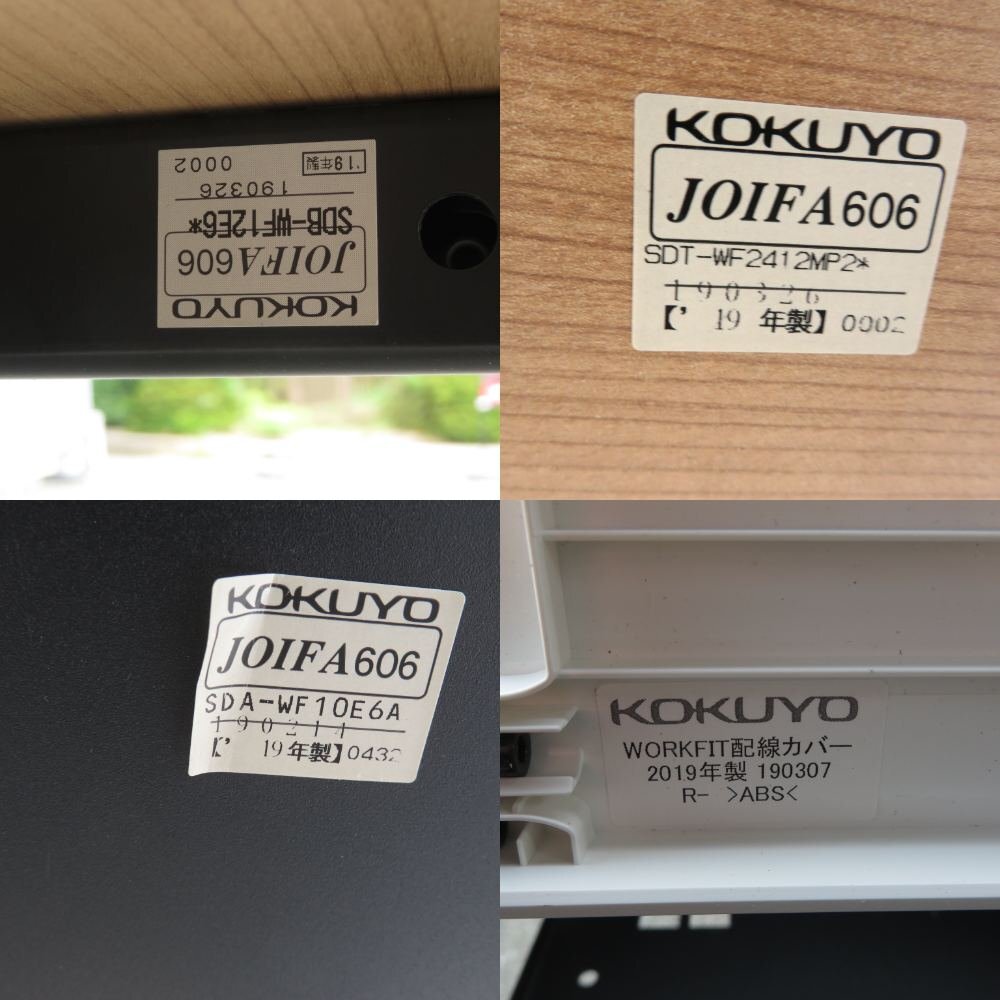 KOKUYO
JOIFA606
SDB-WF12E6*
190326
'19年製
0002
KOKUYO
JOIFA606
SDT-WF2412MP2*
190326
【' 19 年製】0002
KOKUYO
JOIFA606
SDA-WF10E6A
190214
【' 19年製】0432
KOKUYO
WORKFIT配線カバー
2019年製 190307
R- >ABS<